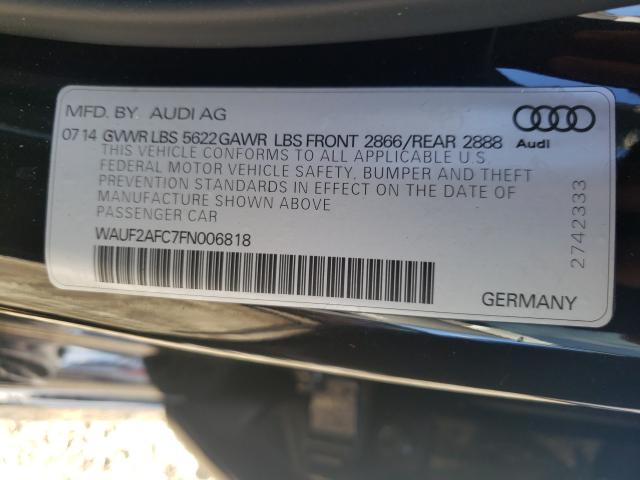 MFD. BY AUDI AG
0714 GVWR LBS 5622 GAWR LBS FRONT 2866/REAR 2888
Audi
THIS VEHICLE CONFORMS TO ALL APPLICABLE U.S.
FEDERAL MOTOR VEHICLE SAFETY, BUMPER AND THEFT
PREVENTION STANDARDS IN EFFECT ON THE DATE OF
MANUFACTURE SHOWN ABOVE
PASSENGER CAR
WAUF2AFC7FN006818
2742333
GERMANY